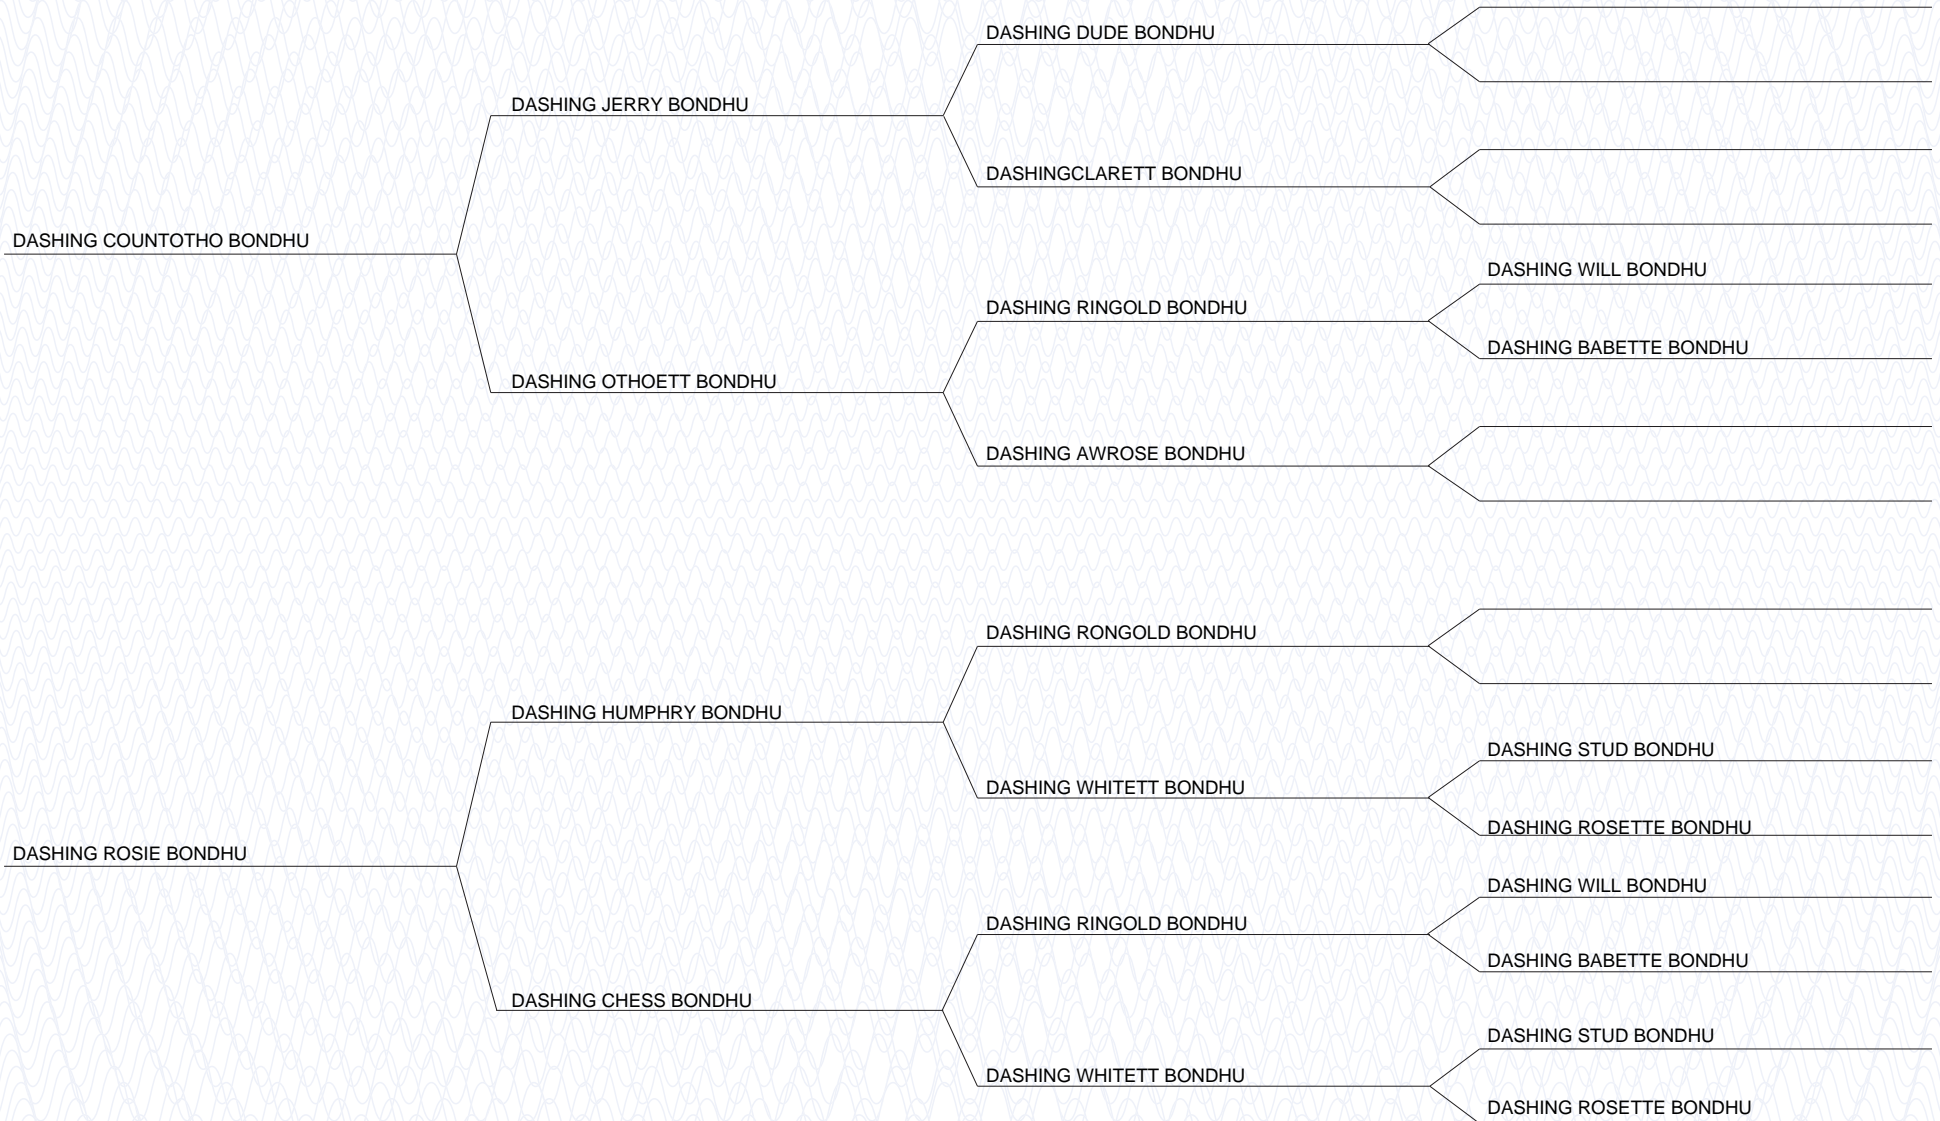 DASHING DUDE BONDHU
DASHING JERRY BONDHU
DASHINGCLARETT BONDHU
DASHING COUNTOTHO BONDHU
DASHING WILL BONDHU
DASHING RINGOLD BONDHU
DASHING BABETTE BONDHU
DASHING OTHOETT BONDHU
DASHING AWROSE BONDHU
DASHING RONGOLD BONDHU
DASHING HUMPHRY BONDHU
DASHING STUD BONDHU
DASHING WHITETT BONDHU
DASHING ROSETTE BONDHU
DASHING ROSIE BONDHU
DASHING WILL BONDHU
DASHING RINGOLD BONDHU
DASHING BABETTE BONDHU
DASHING CHESS BONDHU
DASHING STUD BONDHU
DASHING WHITETT BONDHU
DASHING ROSETTE BONDHU